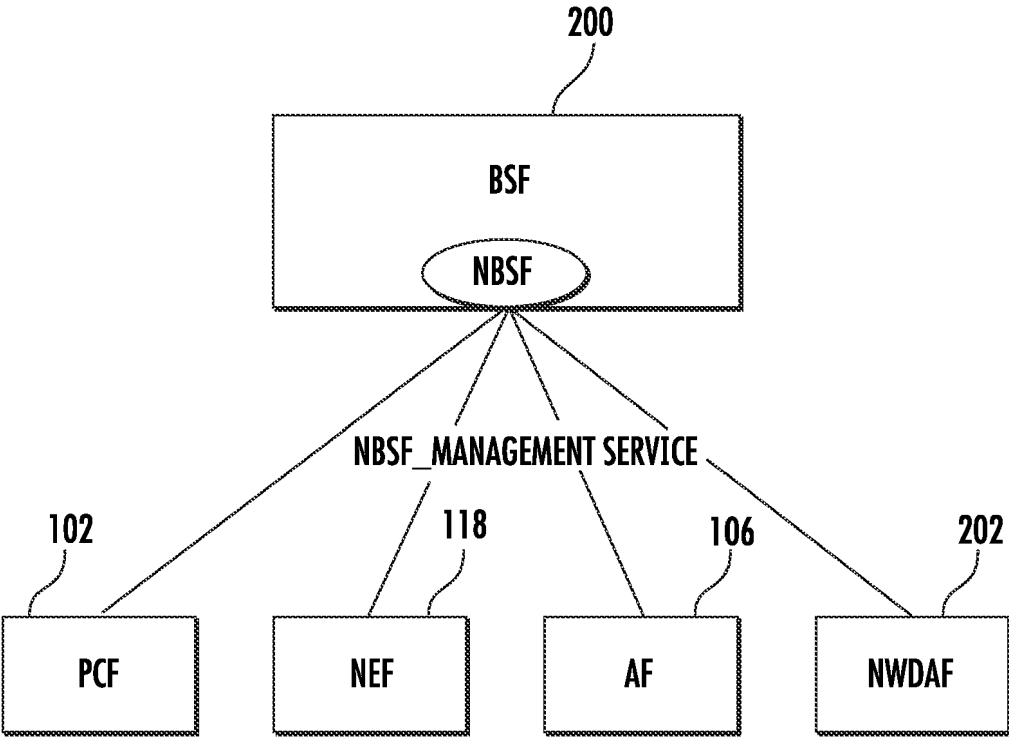 200
BSF
NBSF
NBSF_MANAGEMENT SERVICE
102
118
106
202
PCF
NEF
AF
NWDAF